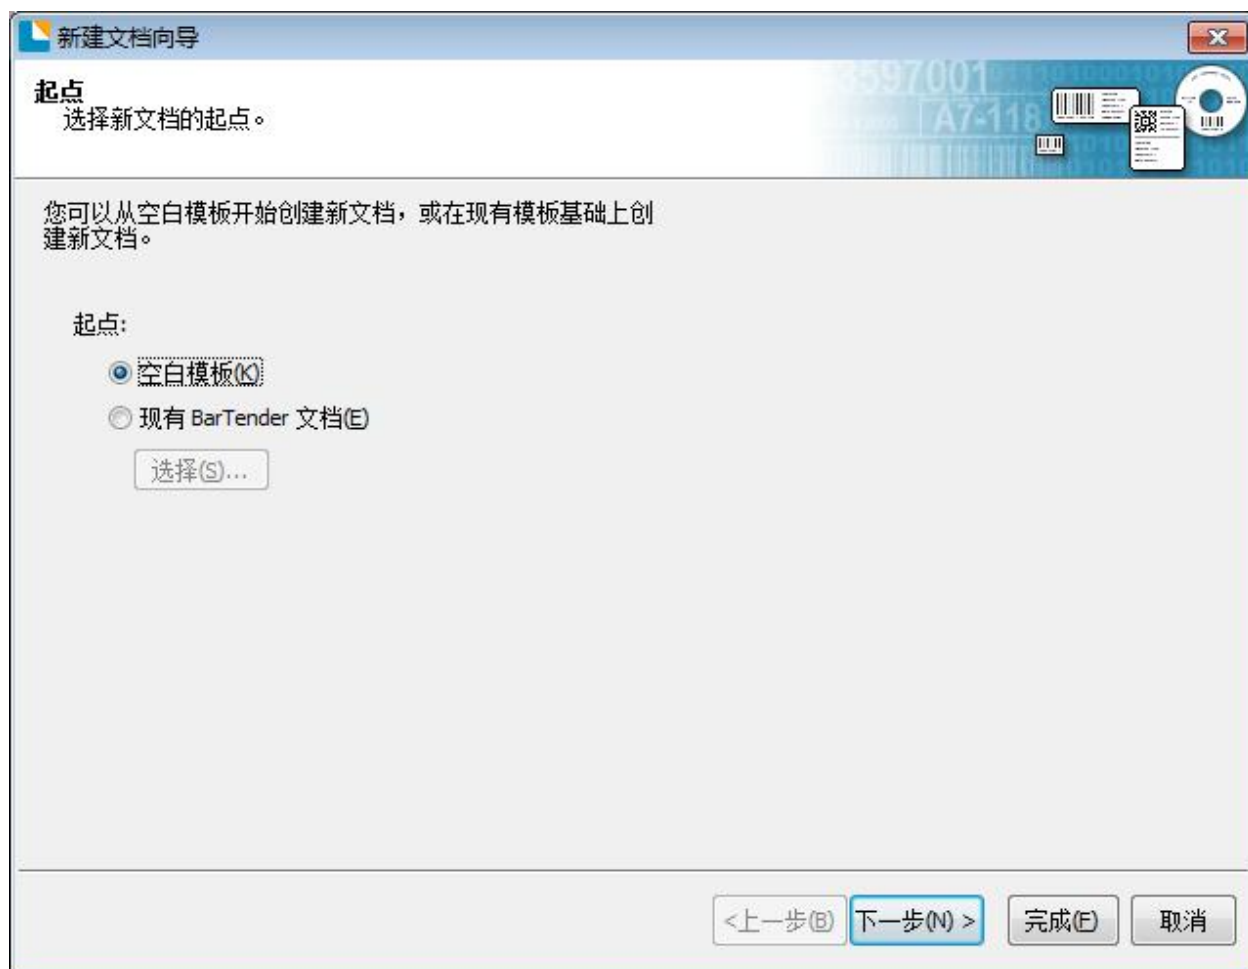 新建文档向导
起点
选择新文档的起点。
3597001
A7-118
您可以从空白模板开始创建新文档，或在现有模板基础上创
建新文档。
起点:
空白模板(K)
现有 BarTender 文档(E)
选择(S)...
<上一步(B)
下一步(N) >
完成(F)
取消